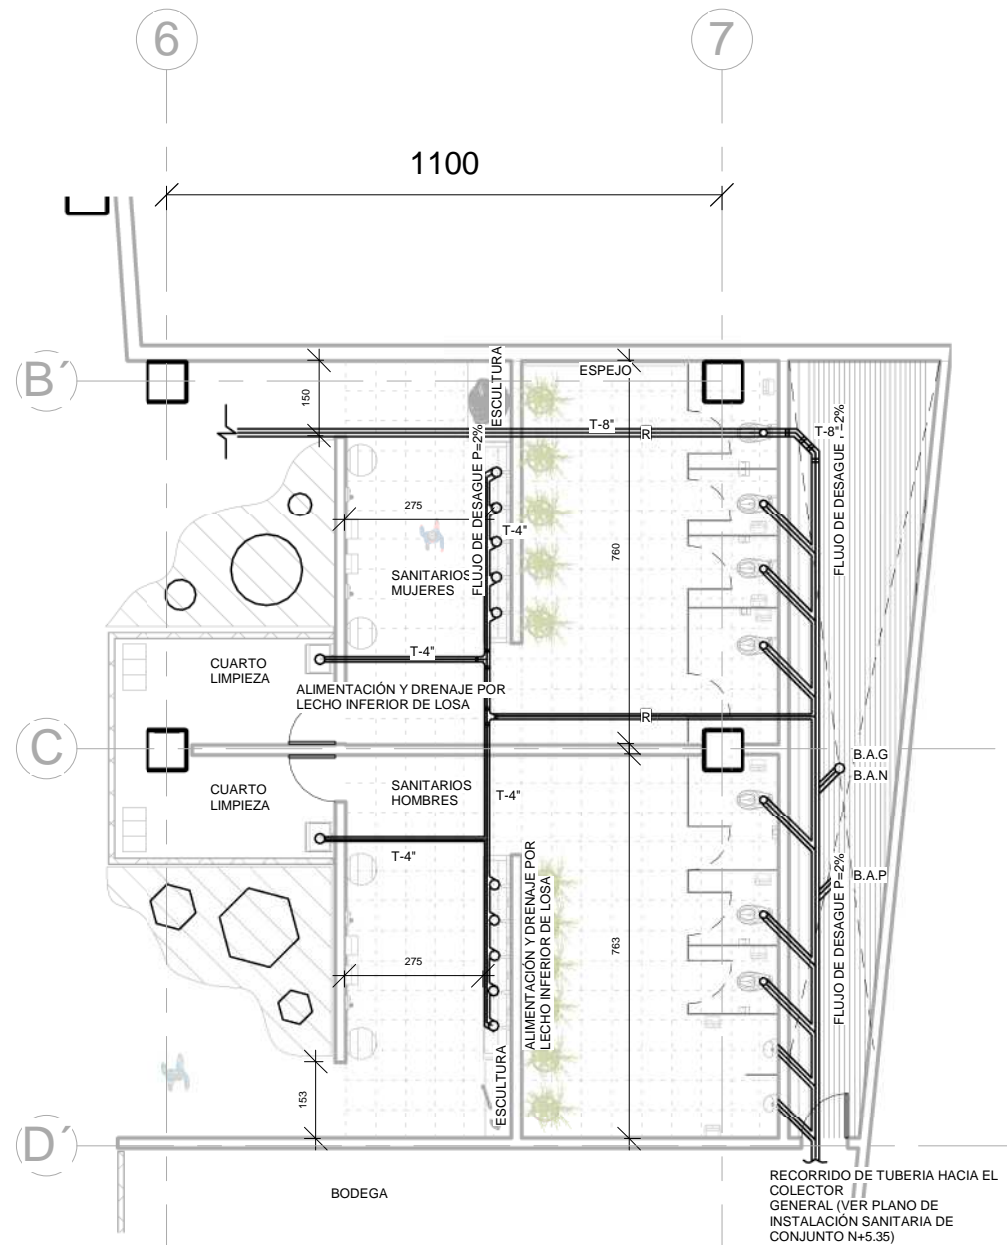 6
7
1100
B´
ESCULTURA
ESPEJO
150
T-8"
R
T-8"
FLUJO DE DESAGUE P=2%
FLUJO DE DESAGUE
-2%
275
T-4"
760
SANITARIOS
MUJERES
CUARTO
LIMPIEZA
T-4"
ALIMENTACIÓN Y DRENAJE POR
LECHO INFERIOR DE LOSA
R
C
B.A.G
B.A.N
CUARTO
LIMPIEZA
SANITARIOS
HOMBRES
T-4"
T-4"
B.A.P
ALIMENTACIÓN Y DRENAJE POR
LECHO INFERIOR DE LOSA
FLUJO DE DESAGUE P=2%
763
275
ESCULTURA
153
D´
BODEGA
RECORRIDO DE TUBERIA HACIA EL
COLECTOR
GENERAL (VER PLANO DE
INSTALACIÓN SANITARIA DE
CONJUNTO N+5.35)